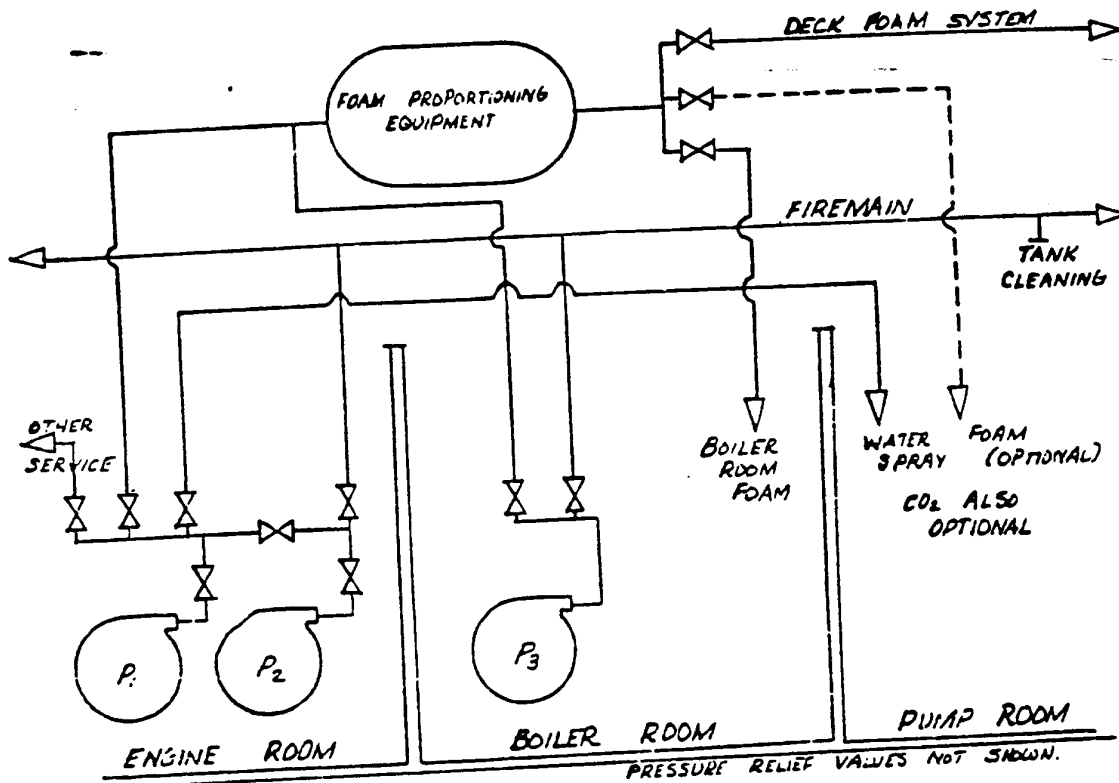 DECK FOAM SYSTEM
FOAM PROPORTIONING
EQUIPMENT
FIREMAIN
TANK
CLEANING
OTHER
SERVICE
BOILER
ROOM
FOAM
WATER
SPRAY
FOAM
(OPTIONAL)
CO₂ ALSO
OPTIONAL
P₁
P₂
P₃
ENGINE ROOM
BOILER ROOM
PUMP ROOM
PRESSURE RELIEF VALUES NOT SHOWN.